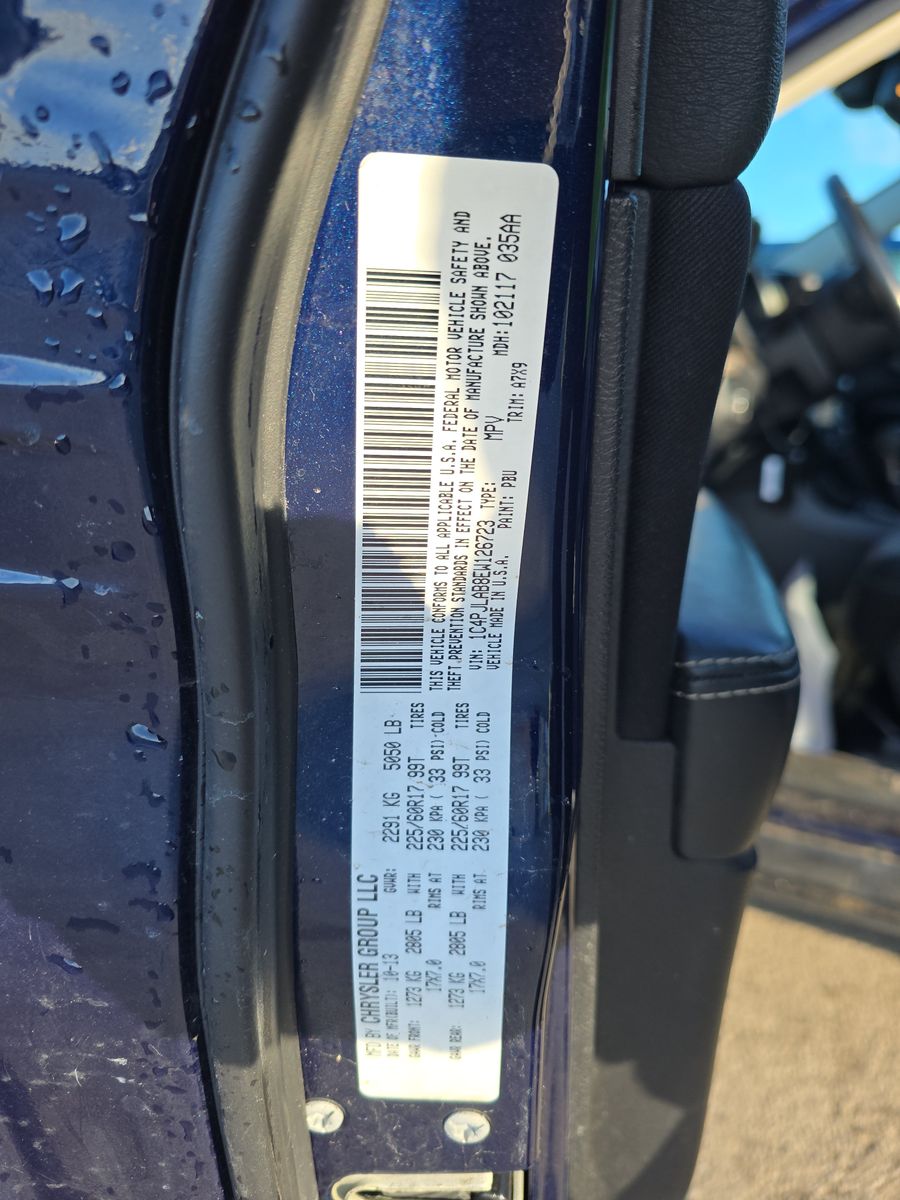 MFD BY CHRYSLER GROUP LLC
DATE OF MFR(BUILT): 10-13 GVWR: 2291 KG 5050 LB
GAWR FRONT: 1273 KG 2805 LB WITH 225/60R17 99T TIRES
17X7.0 RIMS AT 230 KPA ( 33 PSI) COLD
GAWR REAR: 1273 KG 2805 LB WITH 225/60R17 99T TIRES
17X7.0 RIMS AT 230 KPA ( 33 PSI) COLD
THIS VEHICLE CONFORMS TO ALL APPLICABLE U.S.A. FEDERAL MOTOR VEHICLE SAFETY AND
THEFT PREVENTION STANDARDS IN EFFECT ON THE DATE OF MANUFACTURE SHOWN ABOVE.
VIN: 1C4PJLAB8EW126723 TYPE: MPV MDH:102117 035AA
VEHICLE MADE IN U.S.A. PAINT: PBU TRIM: A7X9